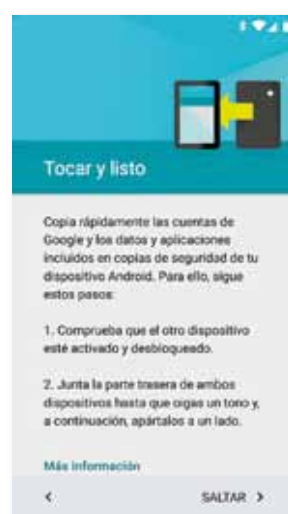 Tocar y listo
Copia rápidamente las cuentas de
Google y los datos y aplicaciones
incluidos en copias de seguridad de tu
dispositivo Android. Para ello, sigue
estos pasos:
1. Comprueba que el otro dispositivo
esté activado y desbloqueado.
2. Junta la parte trasera de ambos
dispositivos hasta que oigas un tono y,
a continuación, apártalos a un lado.
Más información
SALTAR